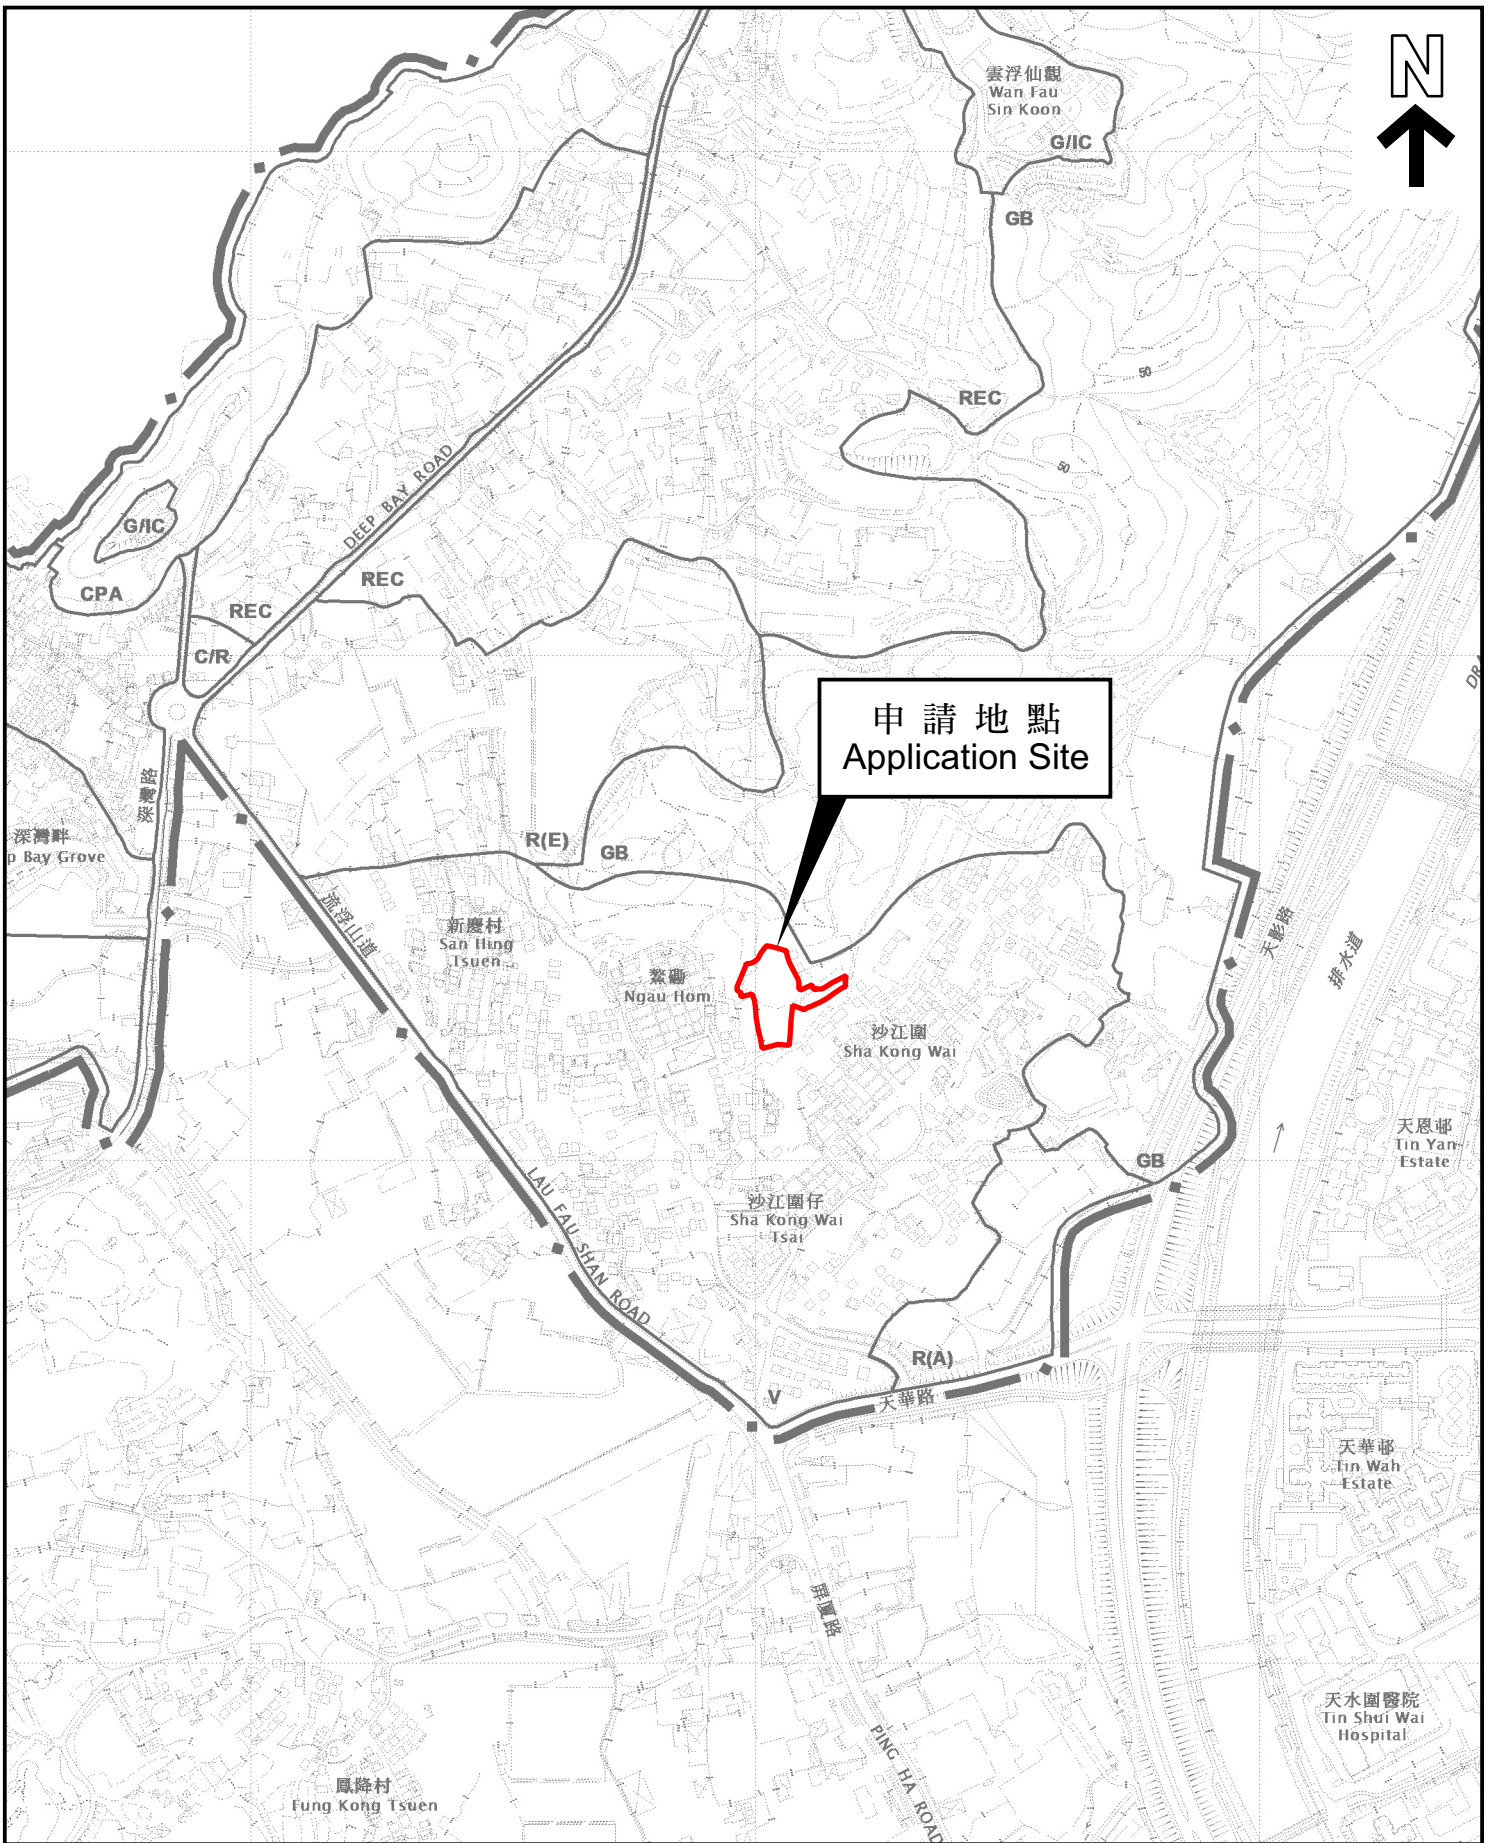 雲浮仙觀
Wan Fau
Sin Koon
N
G/IC
GB
50
REC
50
DEEP BAY ROAD
G/IC
REC
CPA
REC
C/R
申請地點
Application Site
深灣路
R(E)
GB
深灣畔
p Bay Grove
流浮山道
新慶村
San Hing
Tsuen
鰲磡
Ngau Hom
天影路
排水道
沙江圍
Sha Kong Wai
天恩邨
Tin Yan
Estate
GB
LAU FAU SHAN ROAD
沙江圍仔
Sha Kong Wai
Tsai
R(A)
V
天華路
天華邨
Tin Wah
Estate
屏厦路
天水圍醫院
Tin Shui Wai
Hospital
PING HA ROAD
鳳降村
Fung Kong Tsuen